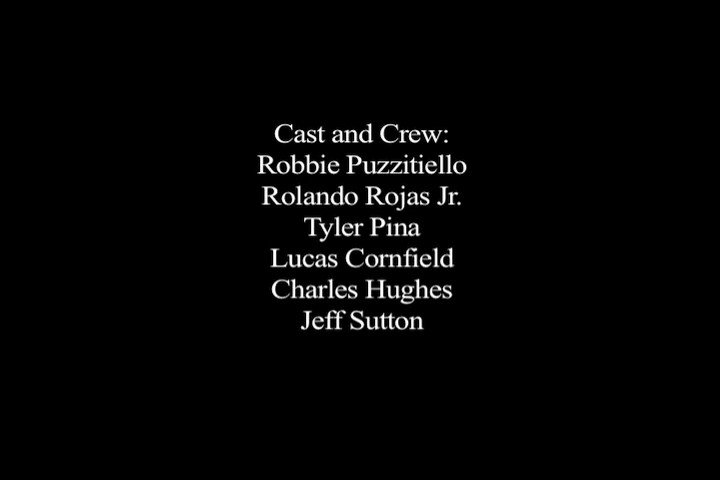 Cast and Crew:
Robbie Puzzitiello
Rolando Rojas Jr.
Tyler Pina
Lucas Cornfield
Charles Hughes
Jeff Sutton